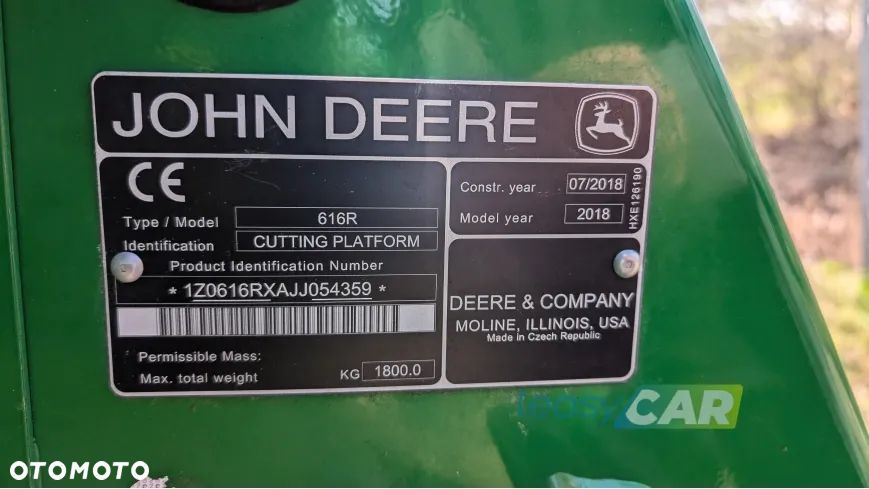 JOHN DEERE
CE
Constr. year 07/2018
Type / Model 616R
Model year 2018
HXE126190
Identification CUTTING PLATFORM
Product Identification Number
* 1Z0616RXAJJ054359 *
DEERE & COMPANY
MOLINE, ILLINOIS, USA
Made in Czech Republic
Permissible Mass:
Max. total weight KG 1800.0
CAR
OTOMOTO